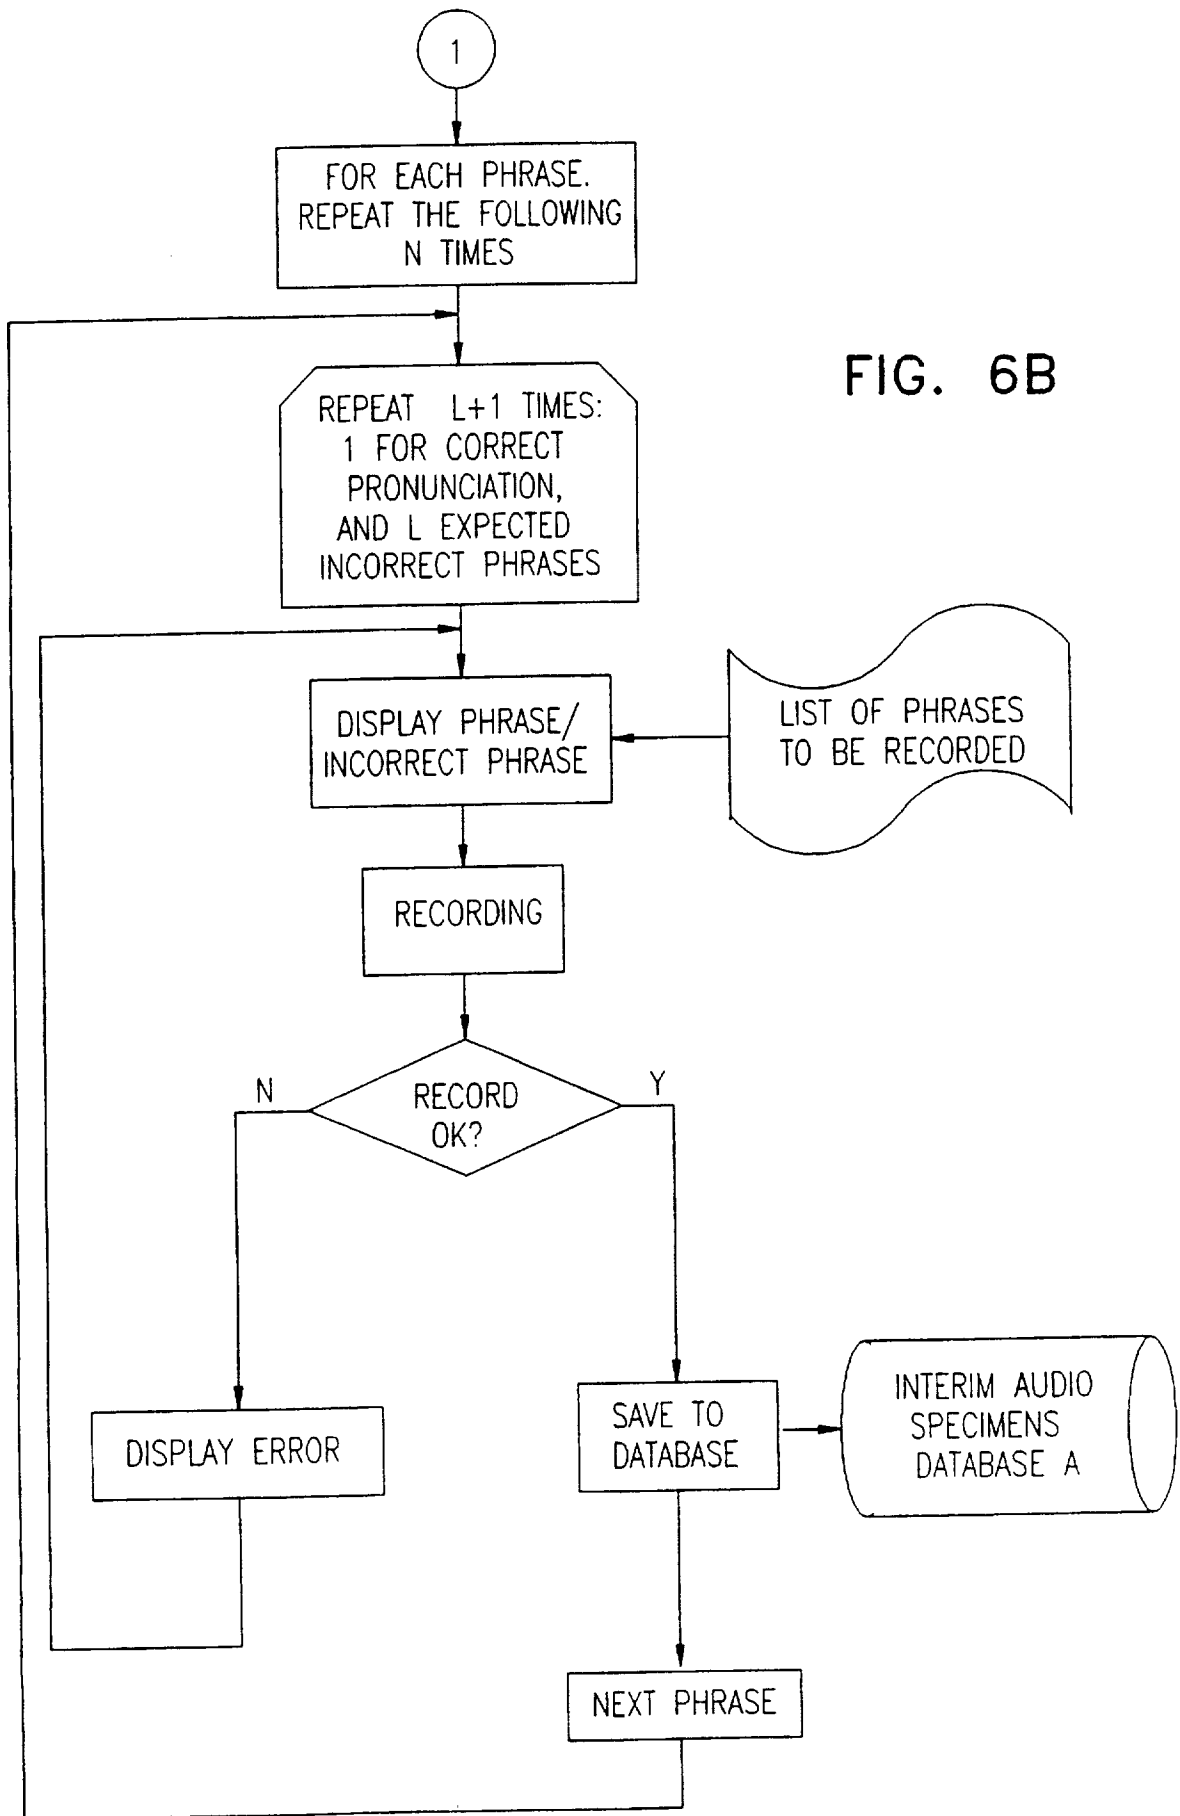 1
FOR EACH PHRASE.
REPEAT THE FOLLOWING
N TIMES
FIG. 6B
REPEAT L+1 TIMES:
1 FOR CORRECT
PRONUNCIATION,
AND L EXPECTED
INCORRECT PHRASES
DISPLAY PHRASE/
INCORRECT PHRASE
LIST OF PHRASES
TO BE RECORDED
RECORDING
N
Y
RECORD
OK?
DISPLAY ERROR
SAVE TO
DATABASE
INTERIM AUDIO
SPECIMENS
DATABASE A
NEXT PHRASE